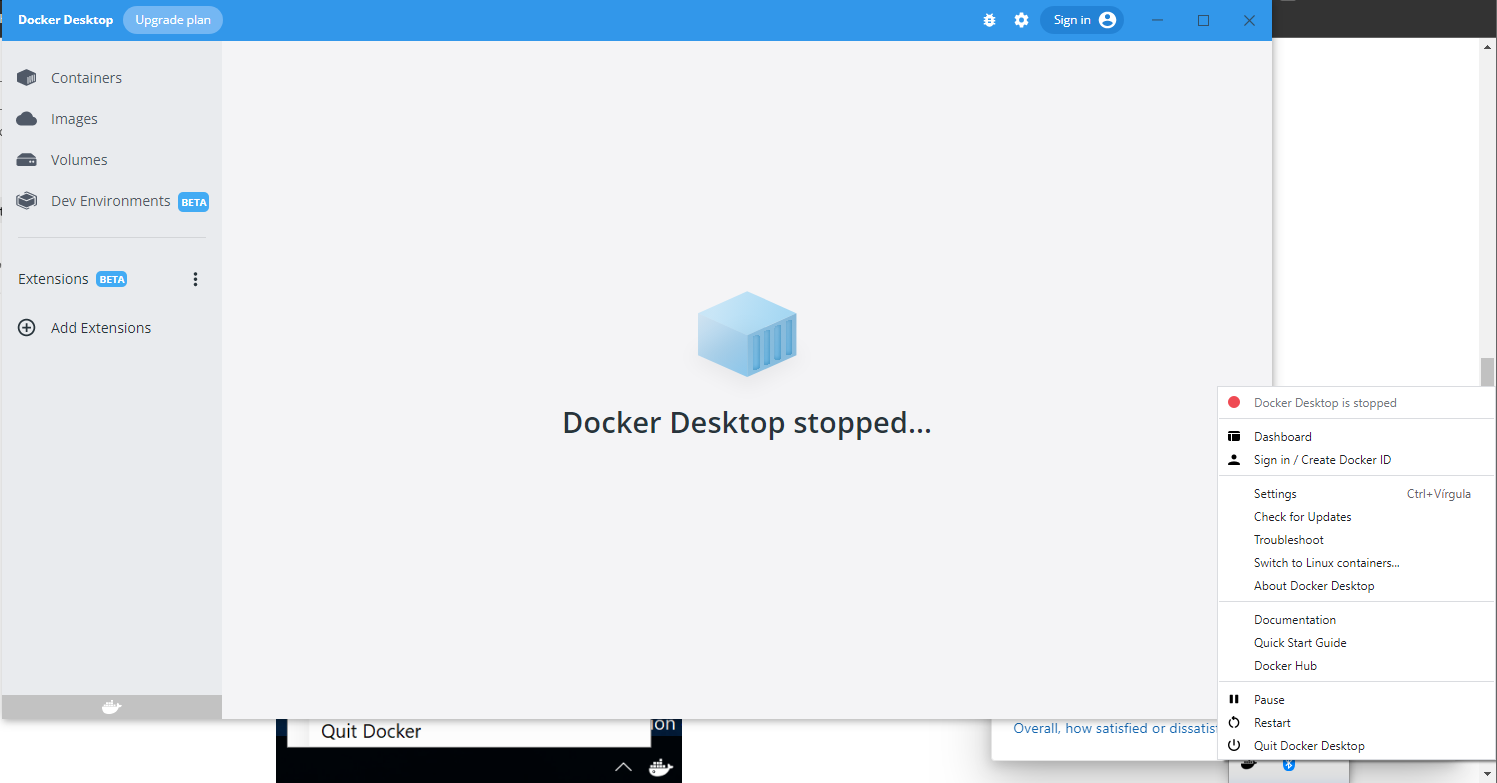 Docker Desktop
Upgrade plan
Sign in
Containers
Images
Volumes
Dev Environments BETA
Extensions BETA
Add Extensions
Docker Desktop stopped...
Docker Desktop is stopped
Dashboard
Sign in / Create Docker ID
Settings Ctrl+Vírgula
Check for Updates
Troubleshoot
Switch to Linux containers...
About Docker Desktop
Documentation
Quick Start Guide
Docker Hub
Pause
Restart
Quit Docker Desktop
Quit Docker
ion
Overall, how satisfied or dissatis